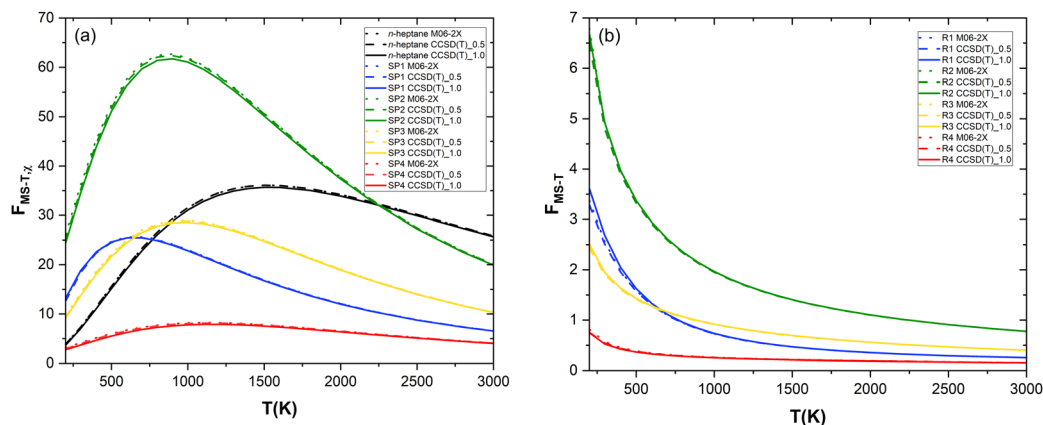 (a)
n-heptane M06-2X
n-heptane CCSD(T)_0.5
n-heptane CCSD(T)_1.0
SP1 M06-2X
SP1 CCSD(T)_0.5
SP1 CCSD(T)_1.0
SP2 M06-2X
SP2 CCSD(T)_0.5
SP2 CCSD(T)_1.0
SP3 M06-2X
SP3 CCSD(T)_0.5
SP3 CCSD(T)_1.0
SP4 M06-2X
SP4 CCSD(T)_0.5
SP4 CCSD(T)_1.0
70
60
50
40
30
20
10
0
FMS-T,χ
500 1000 1500 2000 2500 3000
T(K)
(b)
R1 M06-2X
R1 CCSD(T)_0.5
R1 CCSD(T)_1.0
R2 M06-2X
R2 CCSD(T)_0.5
R2 CCSD(T)_1.0
R3 M06-2X
R3 CCSD(T)_0.5
R3 CCSD(T)_1.0
R4 M06-2X
R4 CCSD(T)_0.5
R4 CCSD(T)_1.0
7
6
5
4
3
2
1
0
FMS-T
500 1000 1500 2000 2500 3000
T(K)